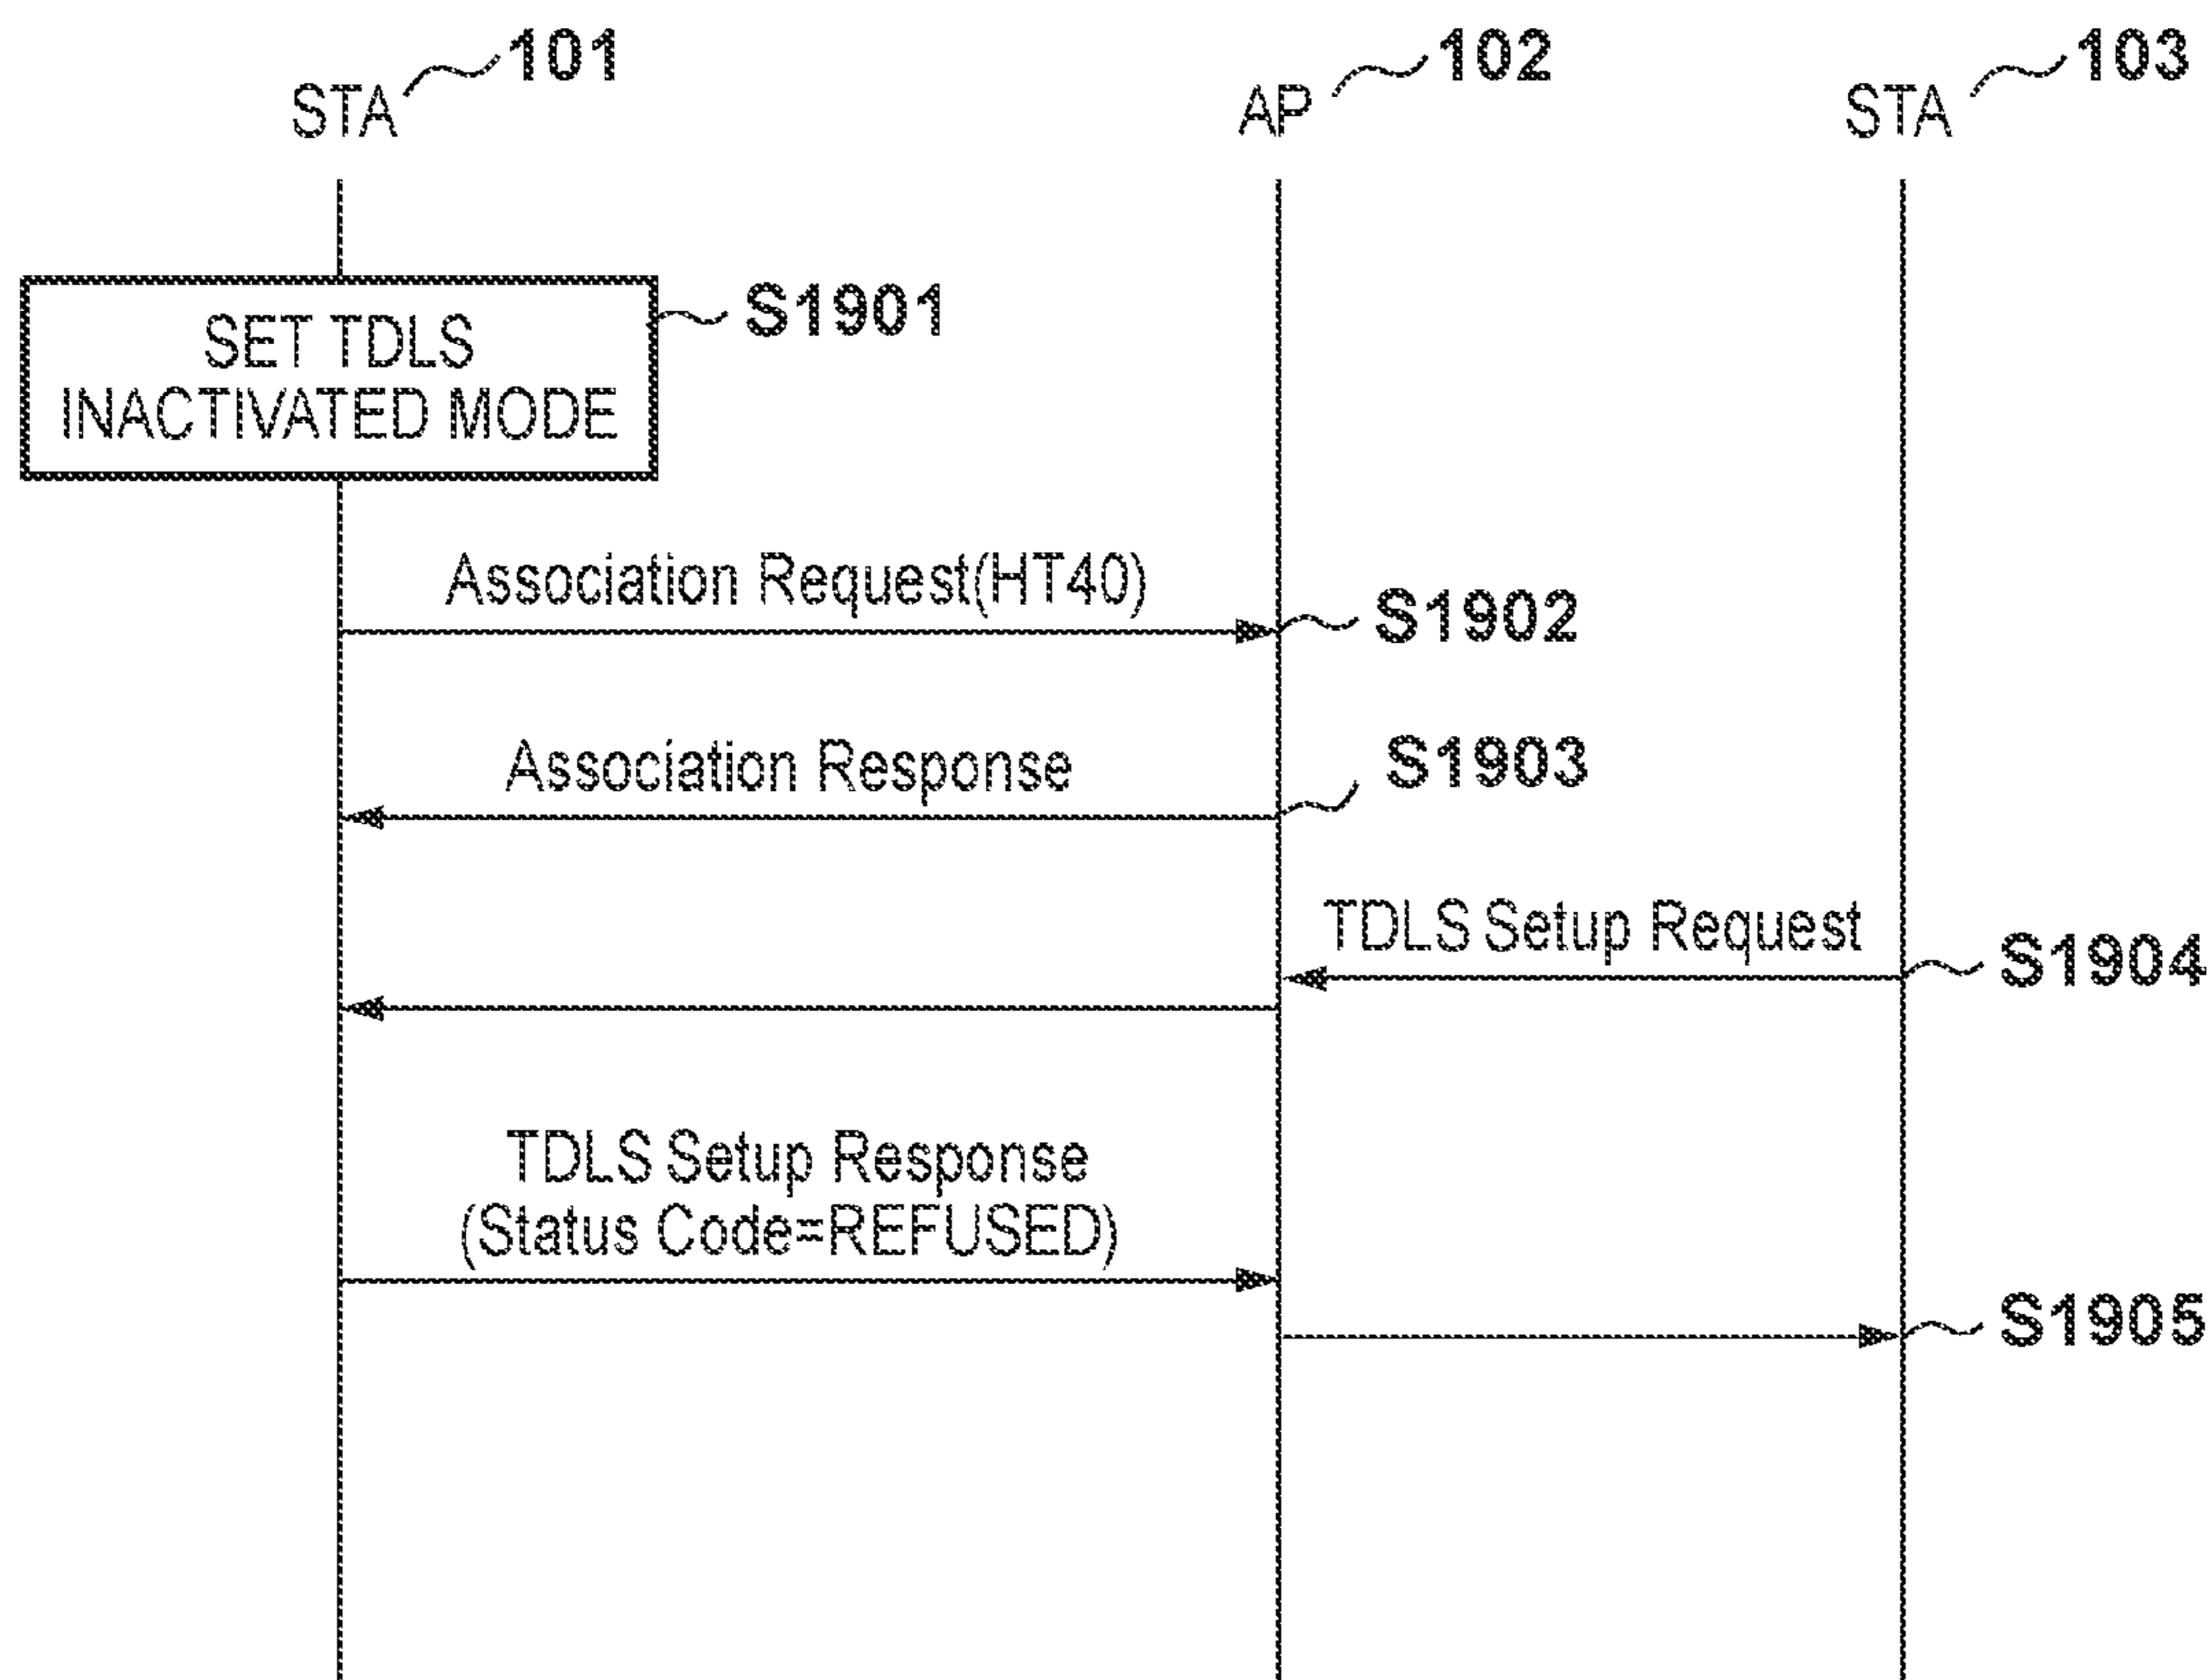 101
STA
102
AP
103
STA
SET TDLS
INACTIVATED MODE
S1901
Association Request(HT40)
S1902
Association Response
S1903
TDLS Setup Request
S1904
TDLS Setup Response
(Status Code=REFUSED)
S1905